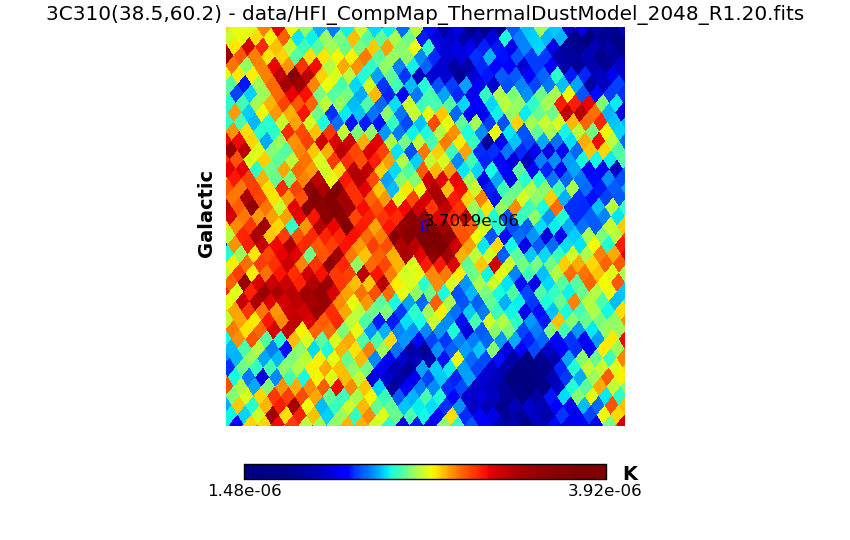 3C310(38.5,60.2) - data/HFI_CompMap_ThermalDustModel_2048_R1.20.fits
Galactic
3.7019e-06
K
1.48e-06 3.92e-06